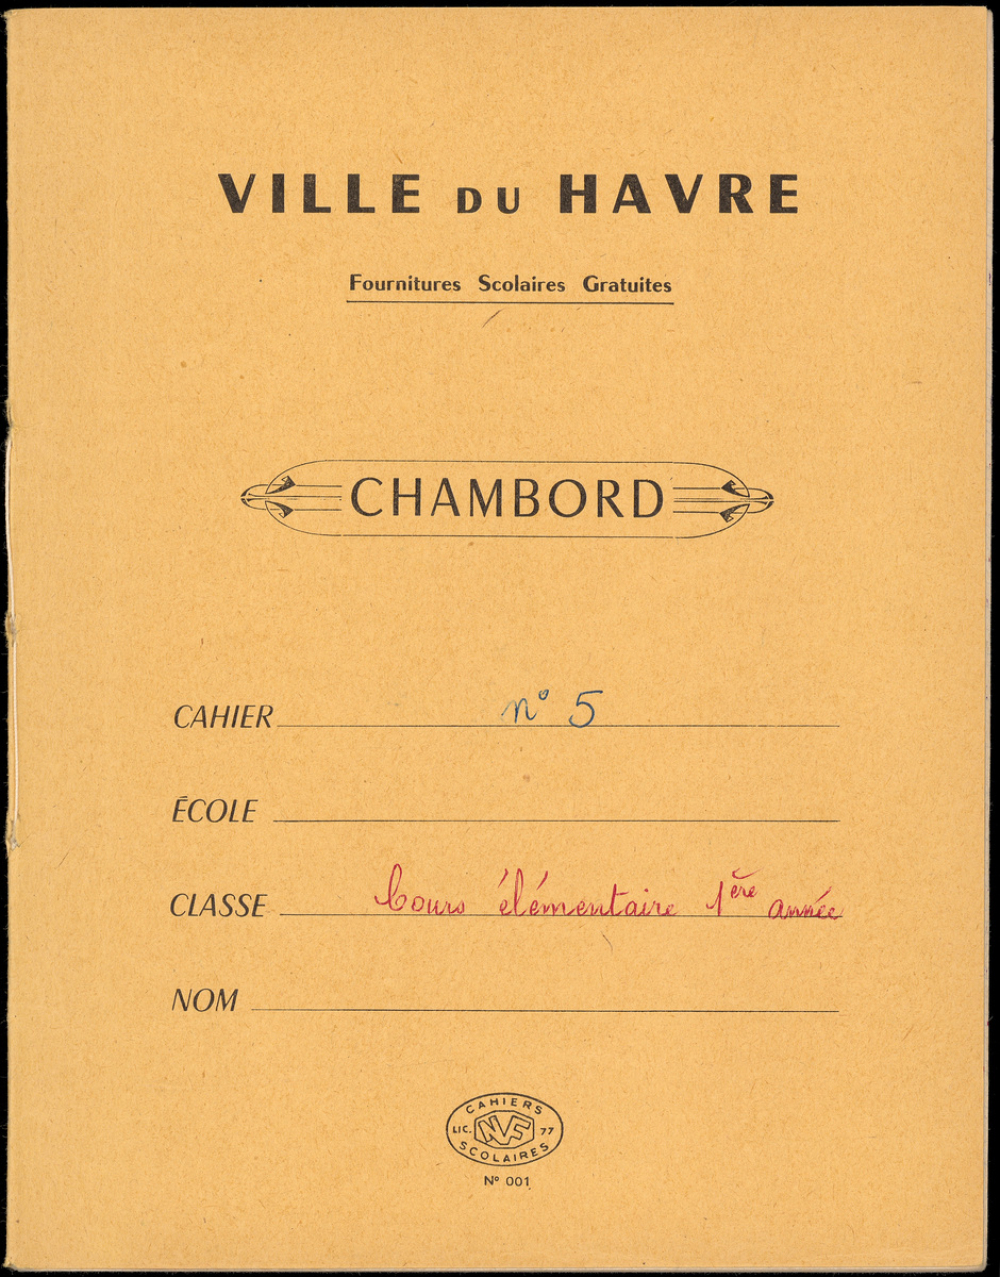 VILLE DU HAVRE
Fournitures Scolaires Gratuites
CHAMBORD
CAHIER n° 5
ÉCOLE
CLASSE Cours élémentaire 1ère année
NOM
CAHIERS
LIC. NVF 77
SCOLAIRES
N° 001